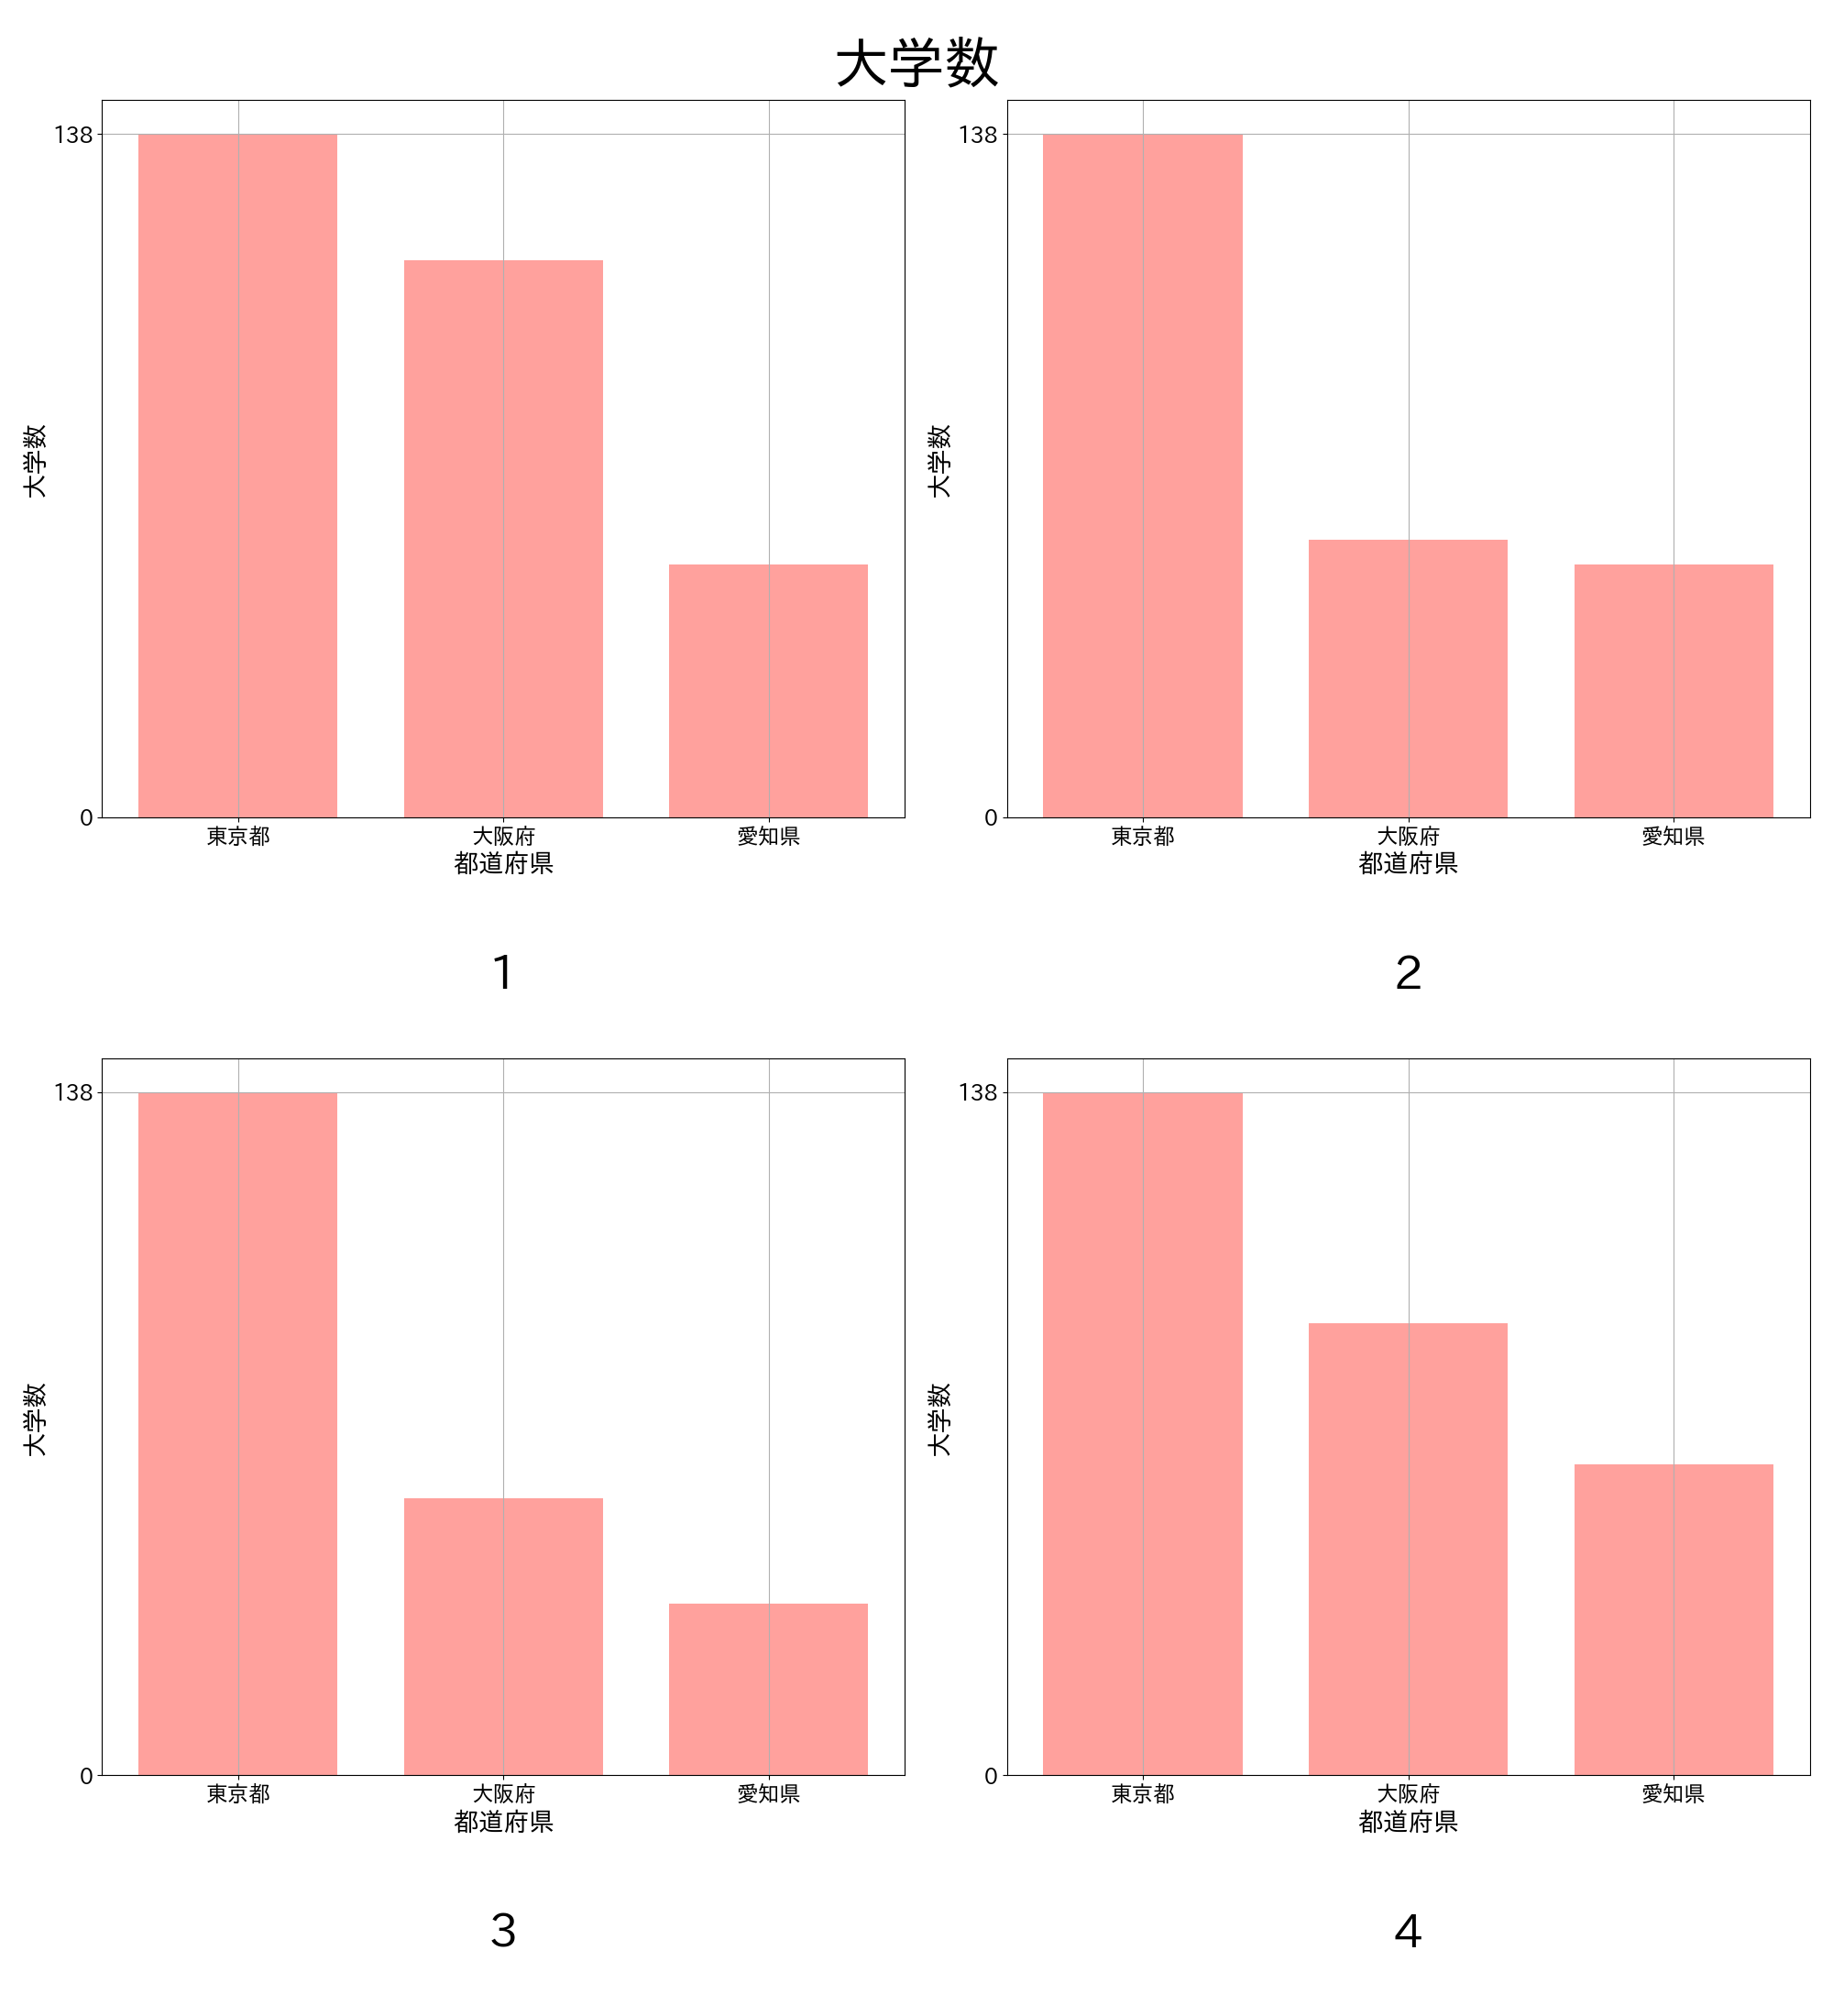 大学数
138
0
大学数
東京都 大阪府 愛知県
都道府県
1
138
0
大学数
東京都 大阪府 愛知県
都道府県
2
138
0
大学数
東京都 大阪府 愛知県
都道府県
3
138
0
大学数
東京都 大阪府 愛知県
都道府県
4